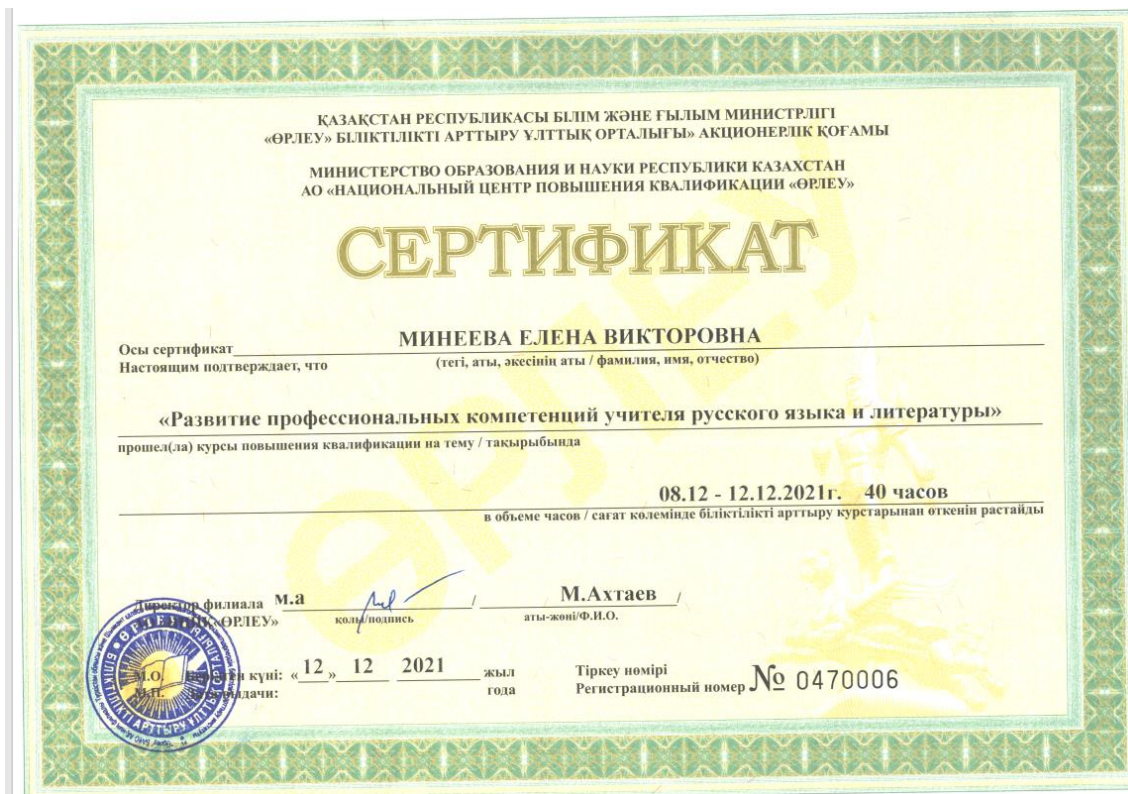 ҚАЗАҚСТАН РЕСПУБЛИКАСЫ БІЛІМ ЖӘНЕ ҒЫЛЫМ МИНИСТРЛІГІ
«ӨРЛЕУ» БІЛІКТІЛІКТІ АРТТЫРУ ҰЛТТЫҚ ОРТАЛЫҒЫ» АКЦИОНЕРЛІК ҚОҒАМЫ
МИНИСТЕРСТВО ОБРАЗОВАНИЯ И НАУКИ РЕСПУБЛИКИ КАЗАХСТАН
АО «НАЦИОНАЛЬНЫЙ ЦЕНТР ПОВЫШЕНИЯ КВАЛИФИКАЦИИ «ӨРЛЕУ»
СЕРТИФИКАТ
Осы сертификат МИНЕЕВА ЕЛЕНА ВИКТОРОВНА
Настоящим подтверждает, что (тегі, аты, әкесінің аты / фамилия, имя, отчество)
«Развитие профессиональных компетенций учителя русского языка и литературы»
прошел(ла) курсы повышения квалификации на тему / тақырыбында
08.12 - 12.12.2021г. 40 часов
в объеме часов / сағат көлемінде біліктілікті арттыру курстарынан өткенін растайды
Директор филиала м.а / М.Ахтаев /
«ӨРЛЕУ» қолы/подпись аты-жөні/Ф.И.О.
М.О. күні: «12» 12 2021 жыл Тіркеу нөмірі
М.П. выдачи: года Регистрационный номер № 0470006
ӨРЛЕУ